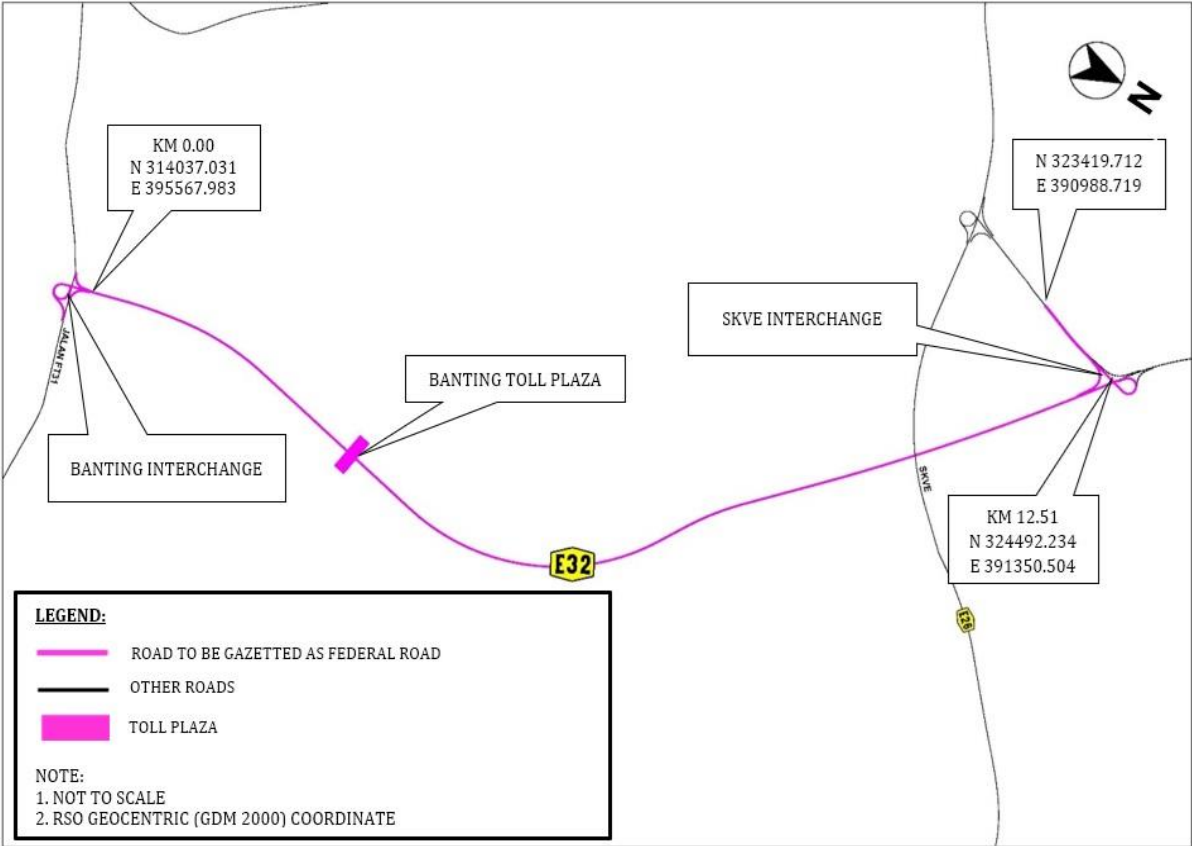 N
KM 0.00
N 314037.031
E 395567.983
N 323419.712
E 390988.719
SKVE INTERCHANGE
JALAN FT31
BANTING TOLL PLAZA
BANTING INTERCHANGE
SKVE
KM 12.51
N 324492.234
E 391350.504
E32
E26
LEGEND:
ROAD TO BE GAZETTED AS FEDERAL ROAD
OTHER ROADS
TOLL PLAZA
NOTE:
1. NOT TO SCALE
2. RSO GEOCENTRIC (GDM 2000) COORDINATE